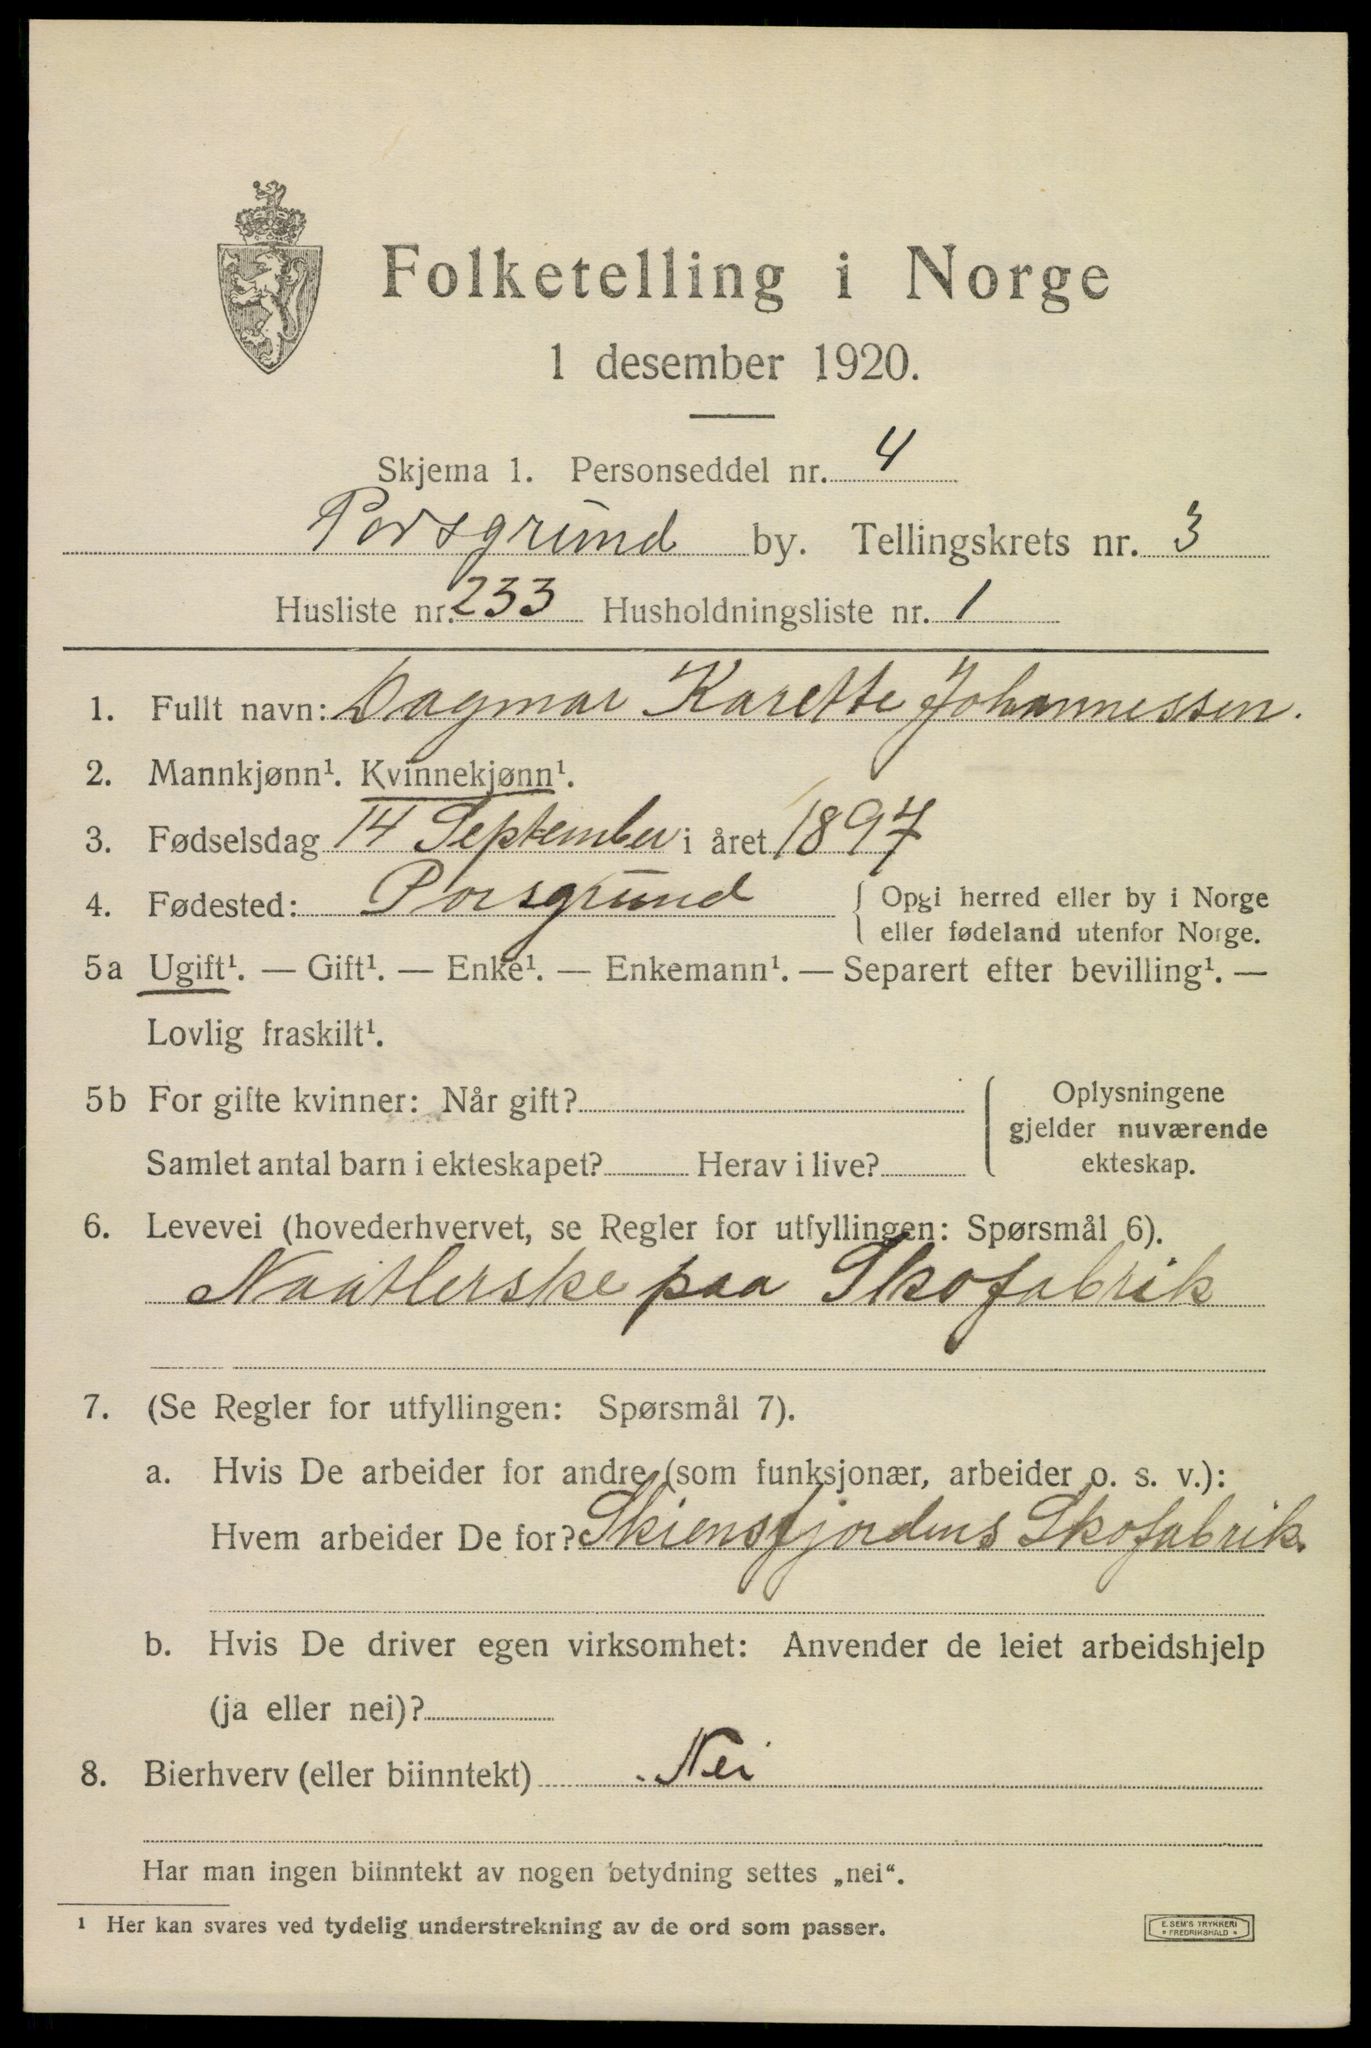 Folketelling i Norge
1 desember 1920.
Skjema 1. Personseddel nr. 4
Porsgrund by. Tellingskrets nr. 3
Husliste nr. 233 Husholdningsliste nr. 1
1. Fullt navn: Dagmar Karette Johannessen.
2. Mannkjønn¹. Kvinnekjønn¹.
3. Fødselsdag 14 September i året 1897
4. Fødested: Porsgrund { Opgi herred eller by i Norge
eller fødeland utenfor Norge.
5a Ugift¹. — Gift¹. — Enke¹. — Enkemann¹. — Separert efter bevilling¹. —
Lovlig fraskilt¹.
5b For gifte kvinner: Når gift? { Oplysningene
gjelder nuværende
Samlet antal barn i ekteskapet? Herav i live? ekteskap.
6. Levevei (hovederhvervet, se Regler for utfyllingen: Spørsmål 6).
Naatlerske paa Skofabrik
7. (Se Regler for utfyllingen: Spørsmål 7).
a. Hvis De arbeider for andre (som funksjonær, arbeider o. s. v.):
Hvem arbeider De for? Skiensfjordens Skofabrik.
b. Hvis De driver egen virksomhet: Anvender de leiet arbeidshjelp
(ja eller nei)?
8. Bierhverv (eller biinntekt) Nei
Har man ingen biinntekt av nogen betydning settes „nei“.
¹ Her kan svares ved tydelig understrekning av de ord som passer.
E. SEM'S TRYKKERI
* FREDRIKSHALD *